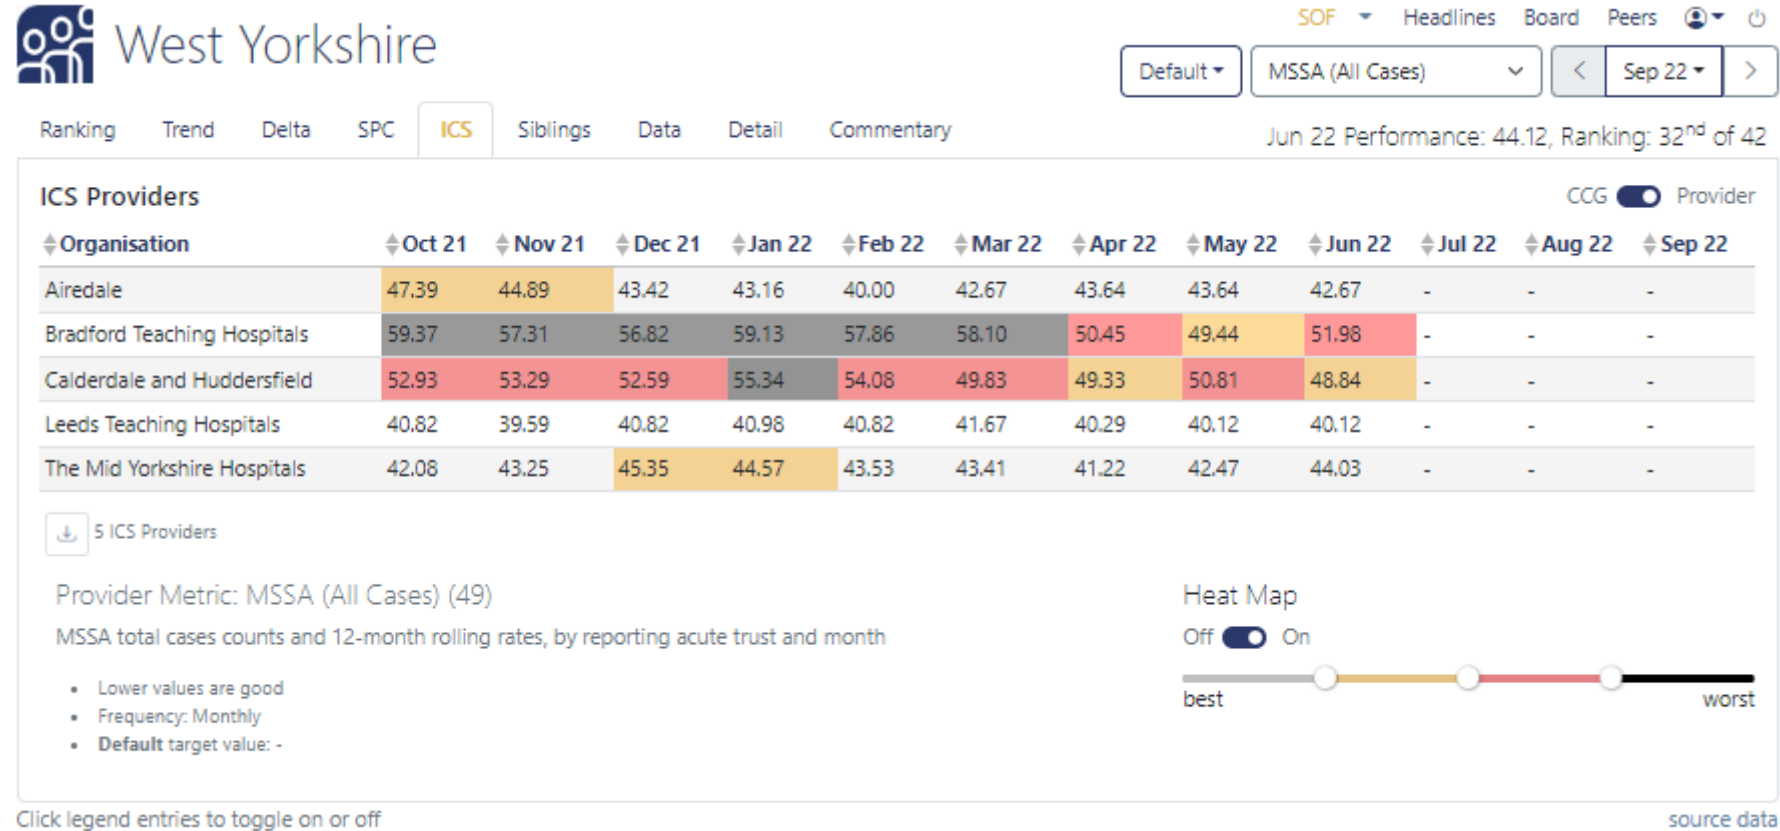 West Yorkshire
SOF Headlines Board Peers
Default MSSA (All Cases) < Sep 22 >
Ranking Trend Delta SPC ICS Siblings Data Detail Commentary
Jun 22 Performance: 44.12, Ranking: 32nd of 42
ICS Providers
CCG Provider
Organisation Oct 21 Nov 21 Dec 21 Jan 22 Feb 22 Mar 22 Apr 22 May 22 Jun 22 Jul 22 Aug 22 Sep 22
Airedale 47.39 44.89 43.42 43.16 40.00 42.67 43.64 43.64 42.67 - - -
Bradford Teaching Hospitals 59.37 57.31 56.82 59.13 57.86 58.10 50.45 49.44 51.98 - - -
Calderdale and Huddersfield 52.93 53.29 52.59 55.34 54.08 49.83 49.33 50.81 48.84 - - -
Leeds Teaching Hospitals 40.82 39.59 40.82 40.98 40.82 41.67 40.29 40.12 40.12 - - -
The Mid Yorkshire Hospitals 42.08 43.25 45.35 44.57 43.53 43.41 41.22 42.47 44.03 - - -
5 ICS Providers
Provider Metric: MSSA (All Cases) (49)
MSSA total cases counts and 12-month rolling rates, by reporting acute trust and month
• Lower values are good
• Frequency: Monthly
• Default target value: -
Heat Map
Off On
best worst
Click legend entries to toggle on or off
source data